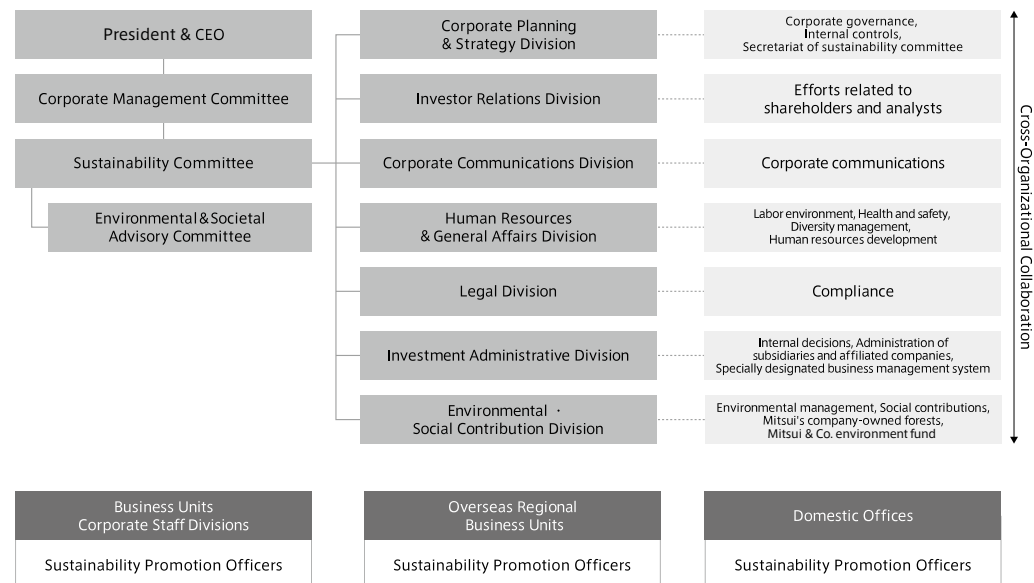 President & CEO
Corporate Management Committee
Sustainability Committee
Environmental & Societal
Advisory Committee
Corporate Planning
& Strategy Division
Corporate governance,
Internal controls,
Secretariat of sustainability committee
Investor Relations Division
Efforts related to
shareholders and analysts
Corporate Communications Division
Corporate communications
Human Resources
& General Affairs Division
Labor environment, Health and safety,
Diversity management,
Human resources development
Legal Division
Compliance
Investment Administrative Division
Internal decisions, Administration of
subsidiaries and affiliated companies,
Specially designated business management system
Environmental ・
Social Contribution Division
Environmental management, Social contributions,
Mitsui's company-owned forests,
Mitsui & Co. environment fund
Cross-Organizational Collaboration
Business Units
Corporate Staff Divisions
Sustainability Promotion Officers
Overseas Regional
Business Units
Sustainability Promotion Officers
Domestic Offices
Sustainability Promotion Officers